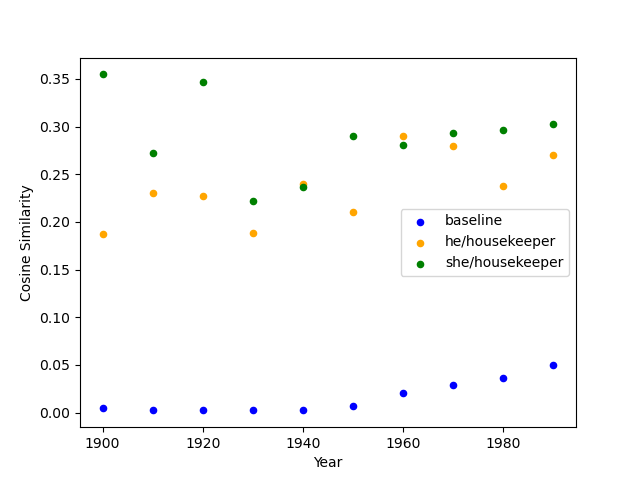 0.35
0.30
0.25
0.20
0.15
0.10
0.05
0.00
Cosine Similarity
baseline
he/housekeeper
she/housekeeper
1900 1920 1940 1960 1980
Year